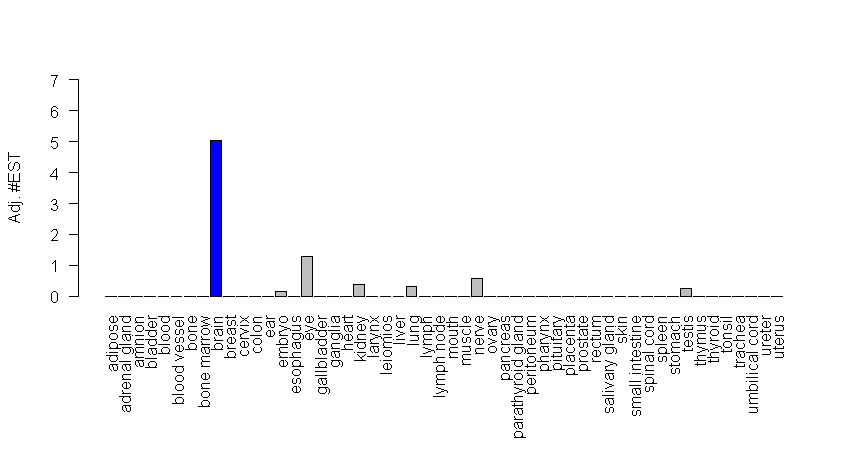 7
6
5
4
3
2
1
0
Adj. #EST
adipose
adrenal gland
amnion
bladder
blood
blood vessel
bone
bone marrow
brain
breast
cervix
colon
ear
embryo
esophagus
eye
gallbladder
ganglia
heart
kidney
larynx
leiomios
liver
lung
lymph
lymph node
mouth
muscle
nerve
ovary
pancreas
parathyroid gland
peritoneum
pharynx
pituitary
placenta
prostate
rectum
salivary gland
skin
small intestine
spinal cord
spleen
stomach
testis
thymus
thyroid
tonsil
trachea
umbilical cord
ureter
uterus